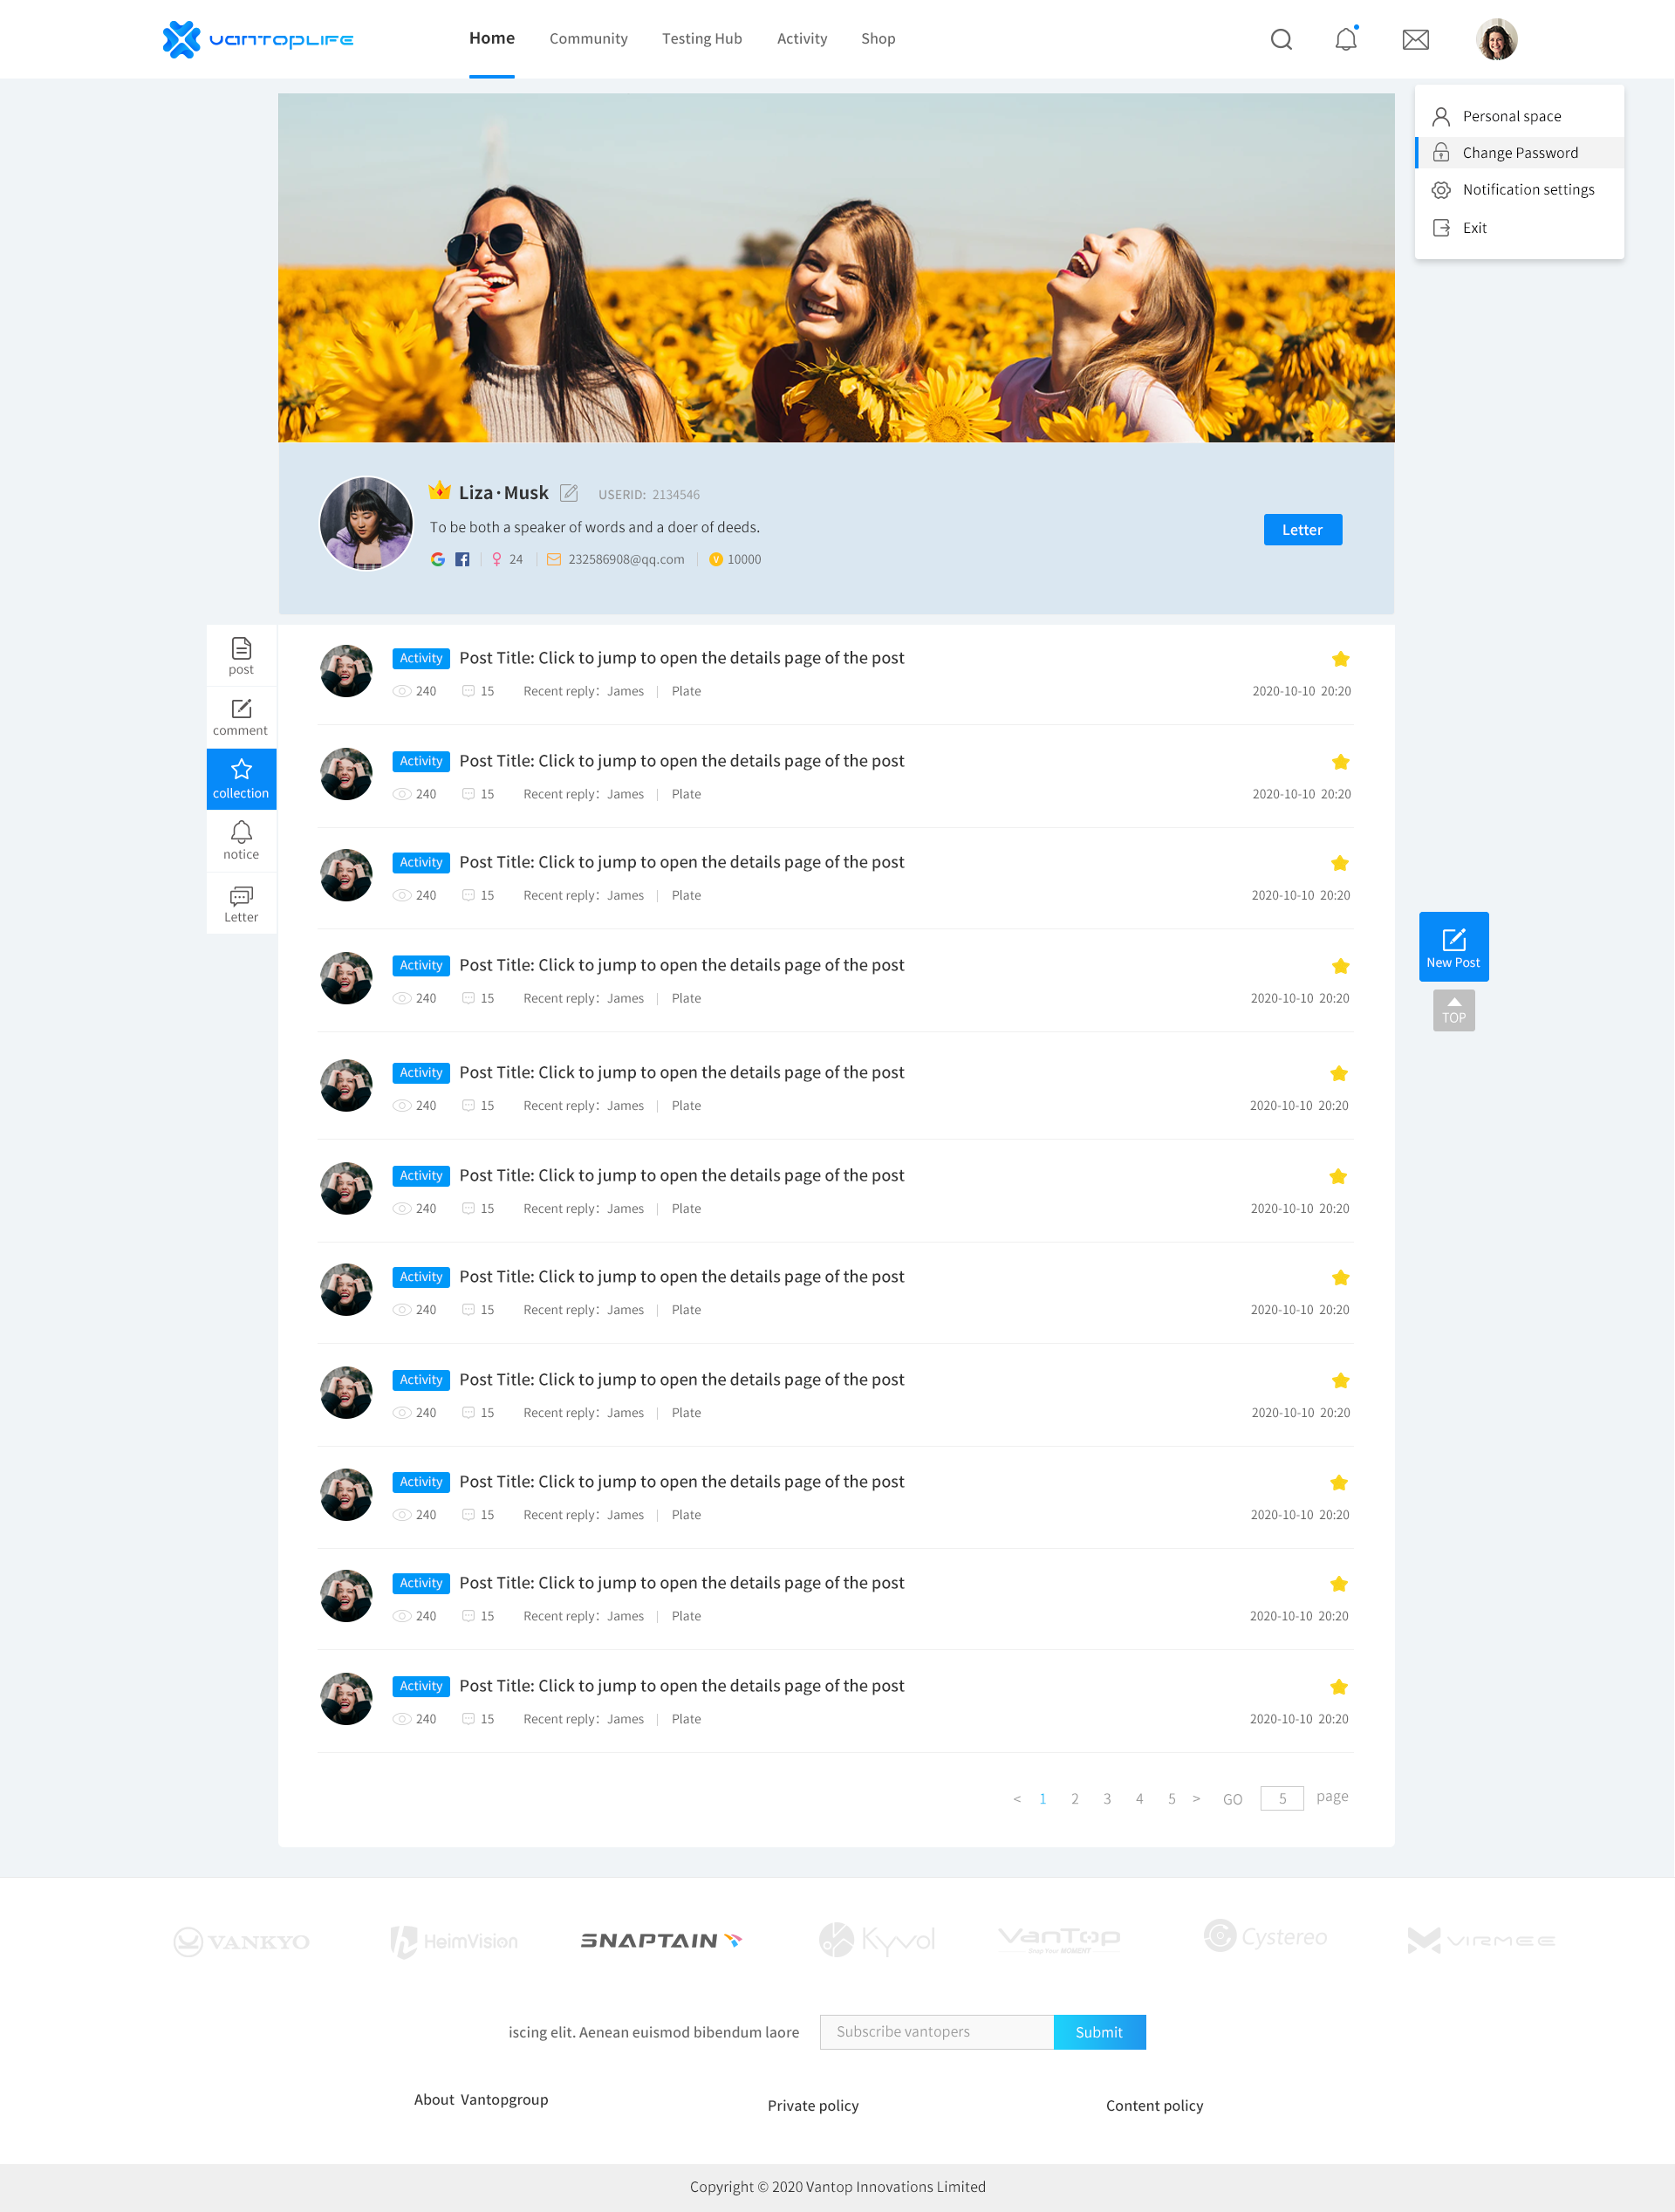 VANTOPLIFE
Home Community Testing Hub Activity Shop
Personal space
Change Password
Notification settings
Exit
Liza·Musk USERID: 2134546
To be both a speaker of words and a doer of deeds.
24 232586908@qq.com 10000
Letter
post
comment
collection
notice
Letter
Activity Post Title: Click to jump to open the details page of the post
240 15 Recent reply: James | Plate 2020-10-10 20:20
Activity Post Title: Click to jump to open the details page of the post
240 15 Recent reply: James | Plate 2020-10-10 20:20
Activity Post Title: Click to jump to open the details page of the post
240 15 Recent reply: James | Plate 2020-10-10 20:20
Activity Post Title: Click to jump to open the details page of the post
240 15 Recent reply: James | Plate 2020-10-10 20:20
Activity Post Title: Click to jump to open the details page of the post
240 15 Recent reply: James | Plate 2020-10-10 20:20
Activity Post Title: Click to jump to open the details page of the post
240 15 Recent reply: James | Plate 2020-10-10 20:20
Activity Post Title: Click to jump to open the details page of the post
240 15 Recent reply: James | Plate 2020-10-10 20:20
Activity Post Title: Click to jump to open the details page of the post
240 15 Recent reply: James | Plate 2020-10-10 20:20
Activity Post Title: Click to jump to open the details page of the post
240 15 Recent reply: James | Plate 2020-10-10 20:20
Activity Post Title: Click to jump to open the details page of the post
240 15 Recent reply: James | Plate 2020-10-10 20:20
Activity Post Title: Click to jump to open the details page of the post
240 15 Recent reply: James | Plate 2020-10-10 20:20
New Post
TOP
< 1 2 3 4 5 > GO 5 page
VANKYO HeimVision SNAPTAIN Kyvol VanTop Cystereo VIRMEE
Snap Your MOMENT
iscing elit. Aenean euismod bibendum laore Subscribe vantopers Submit
About Vantopgroup Private policy Content policy
Copyright © 2020 Vantop Innovations Limited